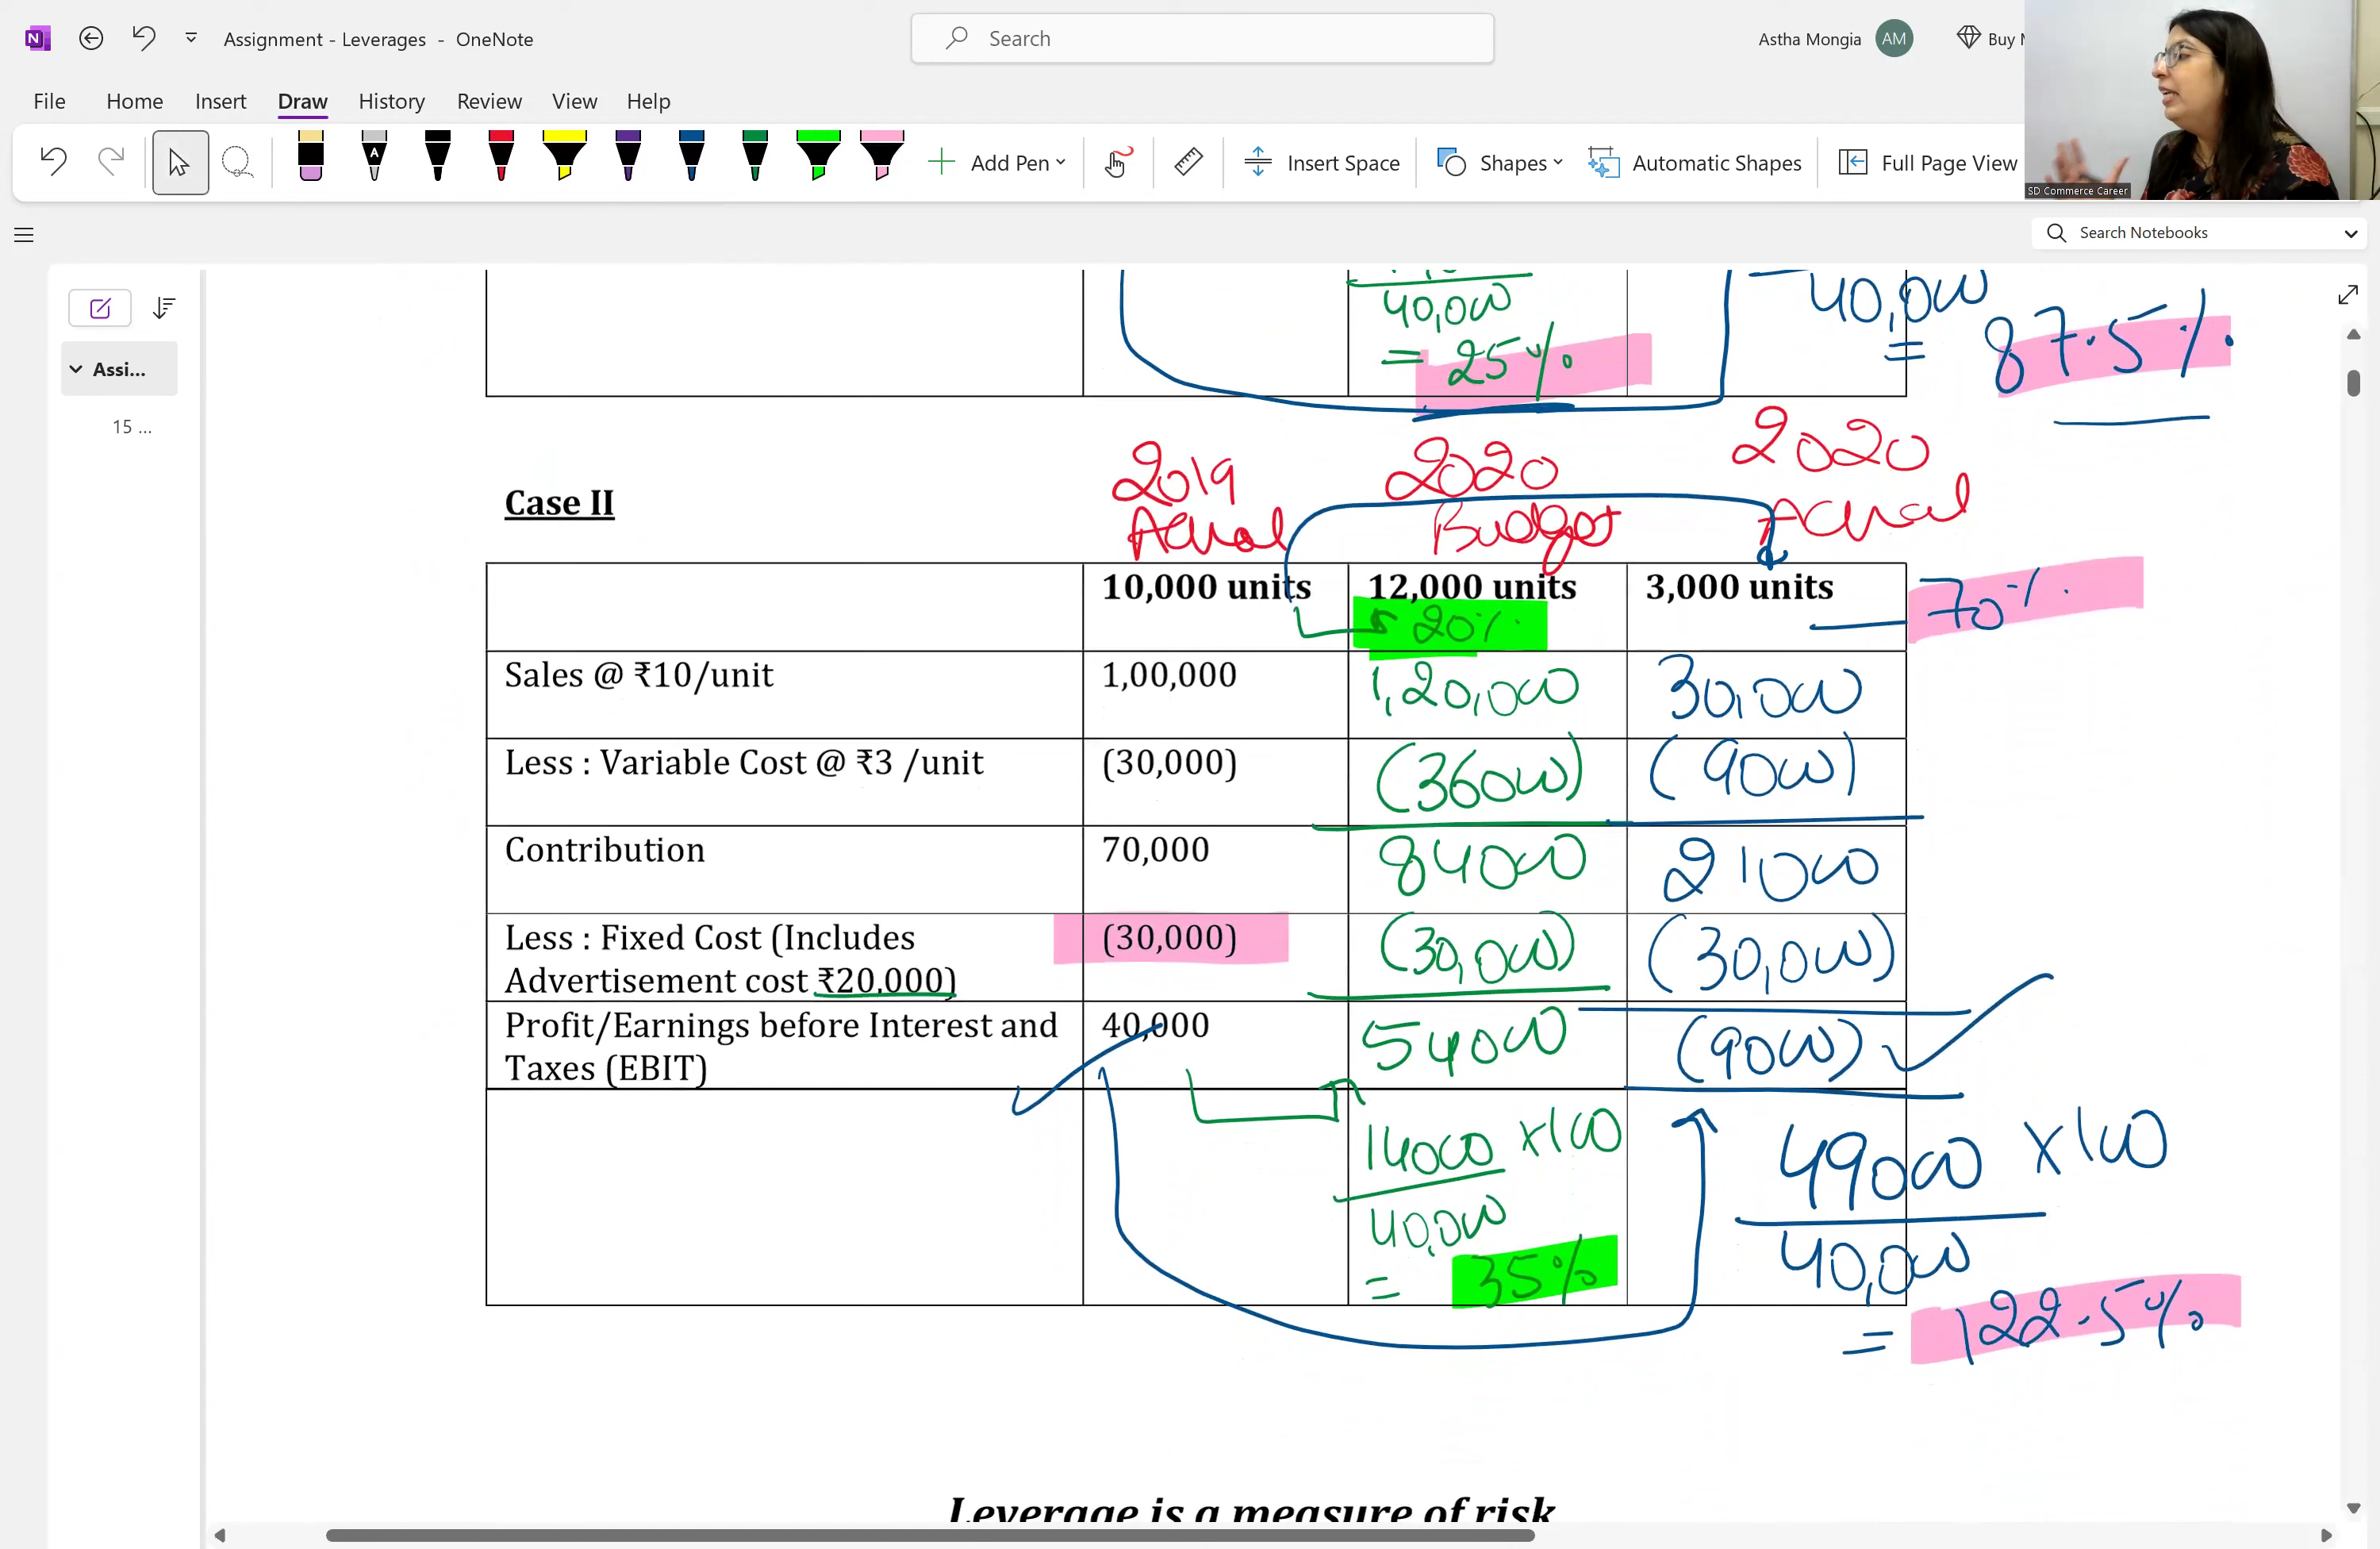 Assignment - Leverages - OneNote
Search
Astha Mongia AM
Buy
File Home Insert Draw History Review View Help
Add Pen
Insert Space
Shapes
Automatic Shapes
Full Page View
SD Commerce Career
Search Notebooks
Assi...
15 ...
40,000
= 25%
40,000
= 87.5%
2019 Actual
2020 Budget
2020 Actual
Case II
10,000 units 12,000 units 3,000 units 70%
20%
Sales @ ₹10/unit 1,00,000 1,20,000 30,000
Less : Variable Cost @ ₹3 /unit (30,000) (36000) (9000)
Contribution 70,000 84000 21000
Less : Fixed Cost (Includes (30,000) (30,000) (30,000)
Advertisement cost ₹20,000)
Profit/Earnings before Interest and 40,000 54000 (9000)
Taxes (EBIT)
14000 x100
40,000
= 35%
49000 x100
40,000
= 122.5%
Leverage is a measure of risk